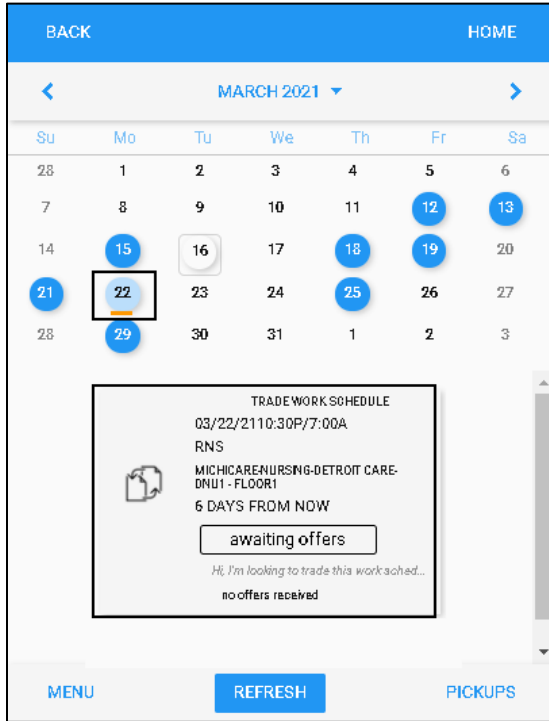 BACK HOME
MARCH 2021
Su Mo Tu We Th Fr Sa
28 1 2 3 4 5 6
7 8 9 10 11 12 13
14 15 16 17 18 19 20
21 22 23 24 25 26 27
28 29 30 31 1 2 3
TRADE WORK SCHEDULE
03/22/2110:30P/7:00A
RNS
MICHICARE-NURSING-DETROIT CARE-
DNU1 - FLOOR1
6 DAYS FROM NOW
awaiting offers
Hi, I'm looking to trade this work sched...
no offers received
MENU REFRESH PICKUPS